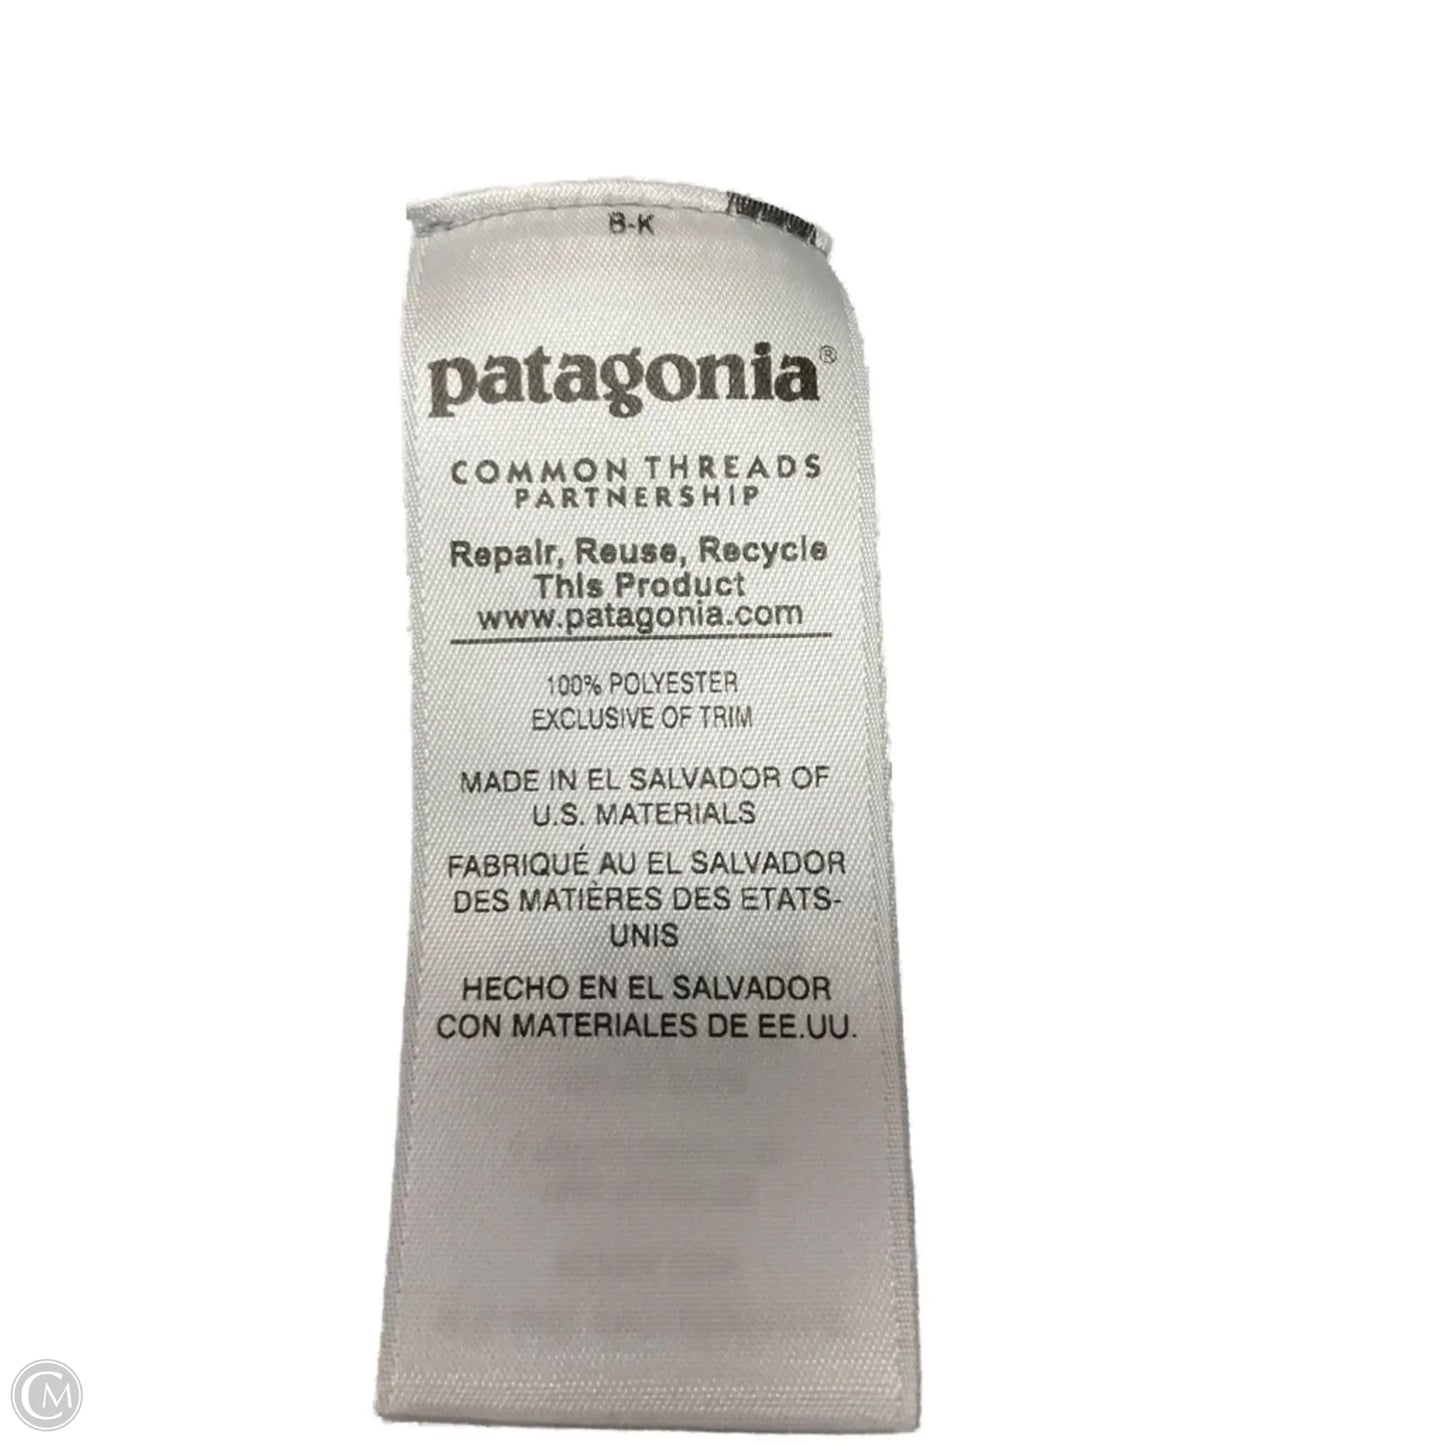 B-K
patagonia®
COMMON THREADS
PARTNERSHIP
Repair, Reuse, Recycle
This Product
www.patagonia.com
100% POLYESTER
EXCLUSIVE OF TRIM
MADE IN EL SALVADOR OF
U.S. MATERIALS
FABRIQUÉ AU EL SALVADOR
DES MATIÈRES DES ETATS-
UNIS
HECHO EN EL SALVADOR
CON MATERIALES DE EE.UU.
CM